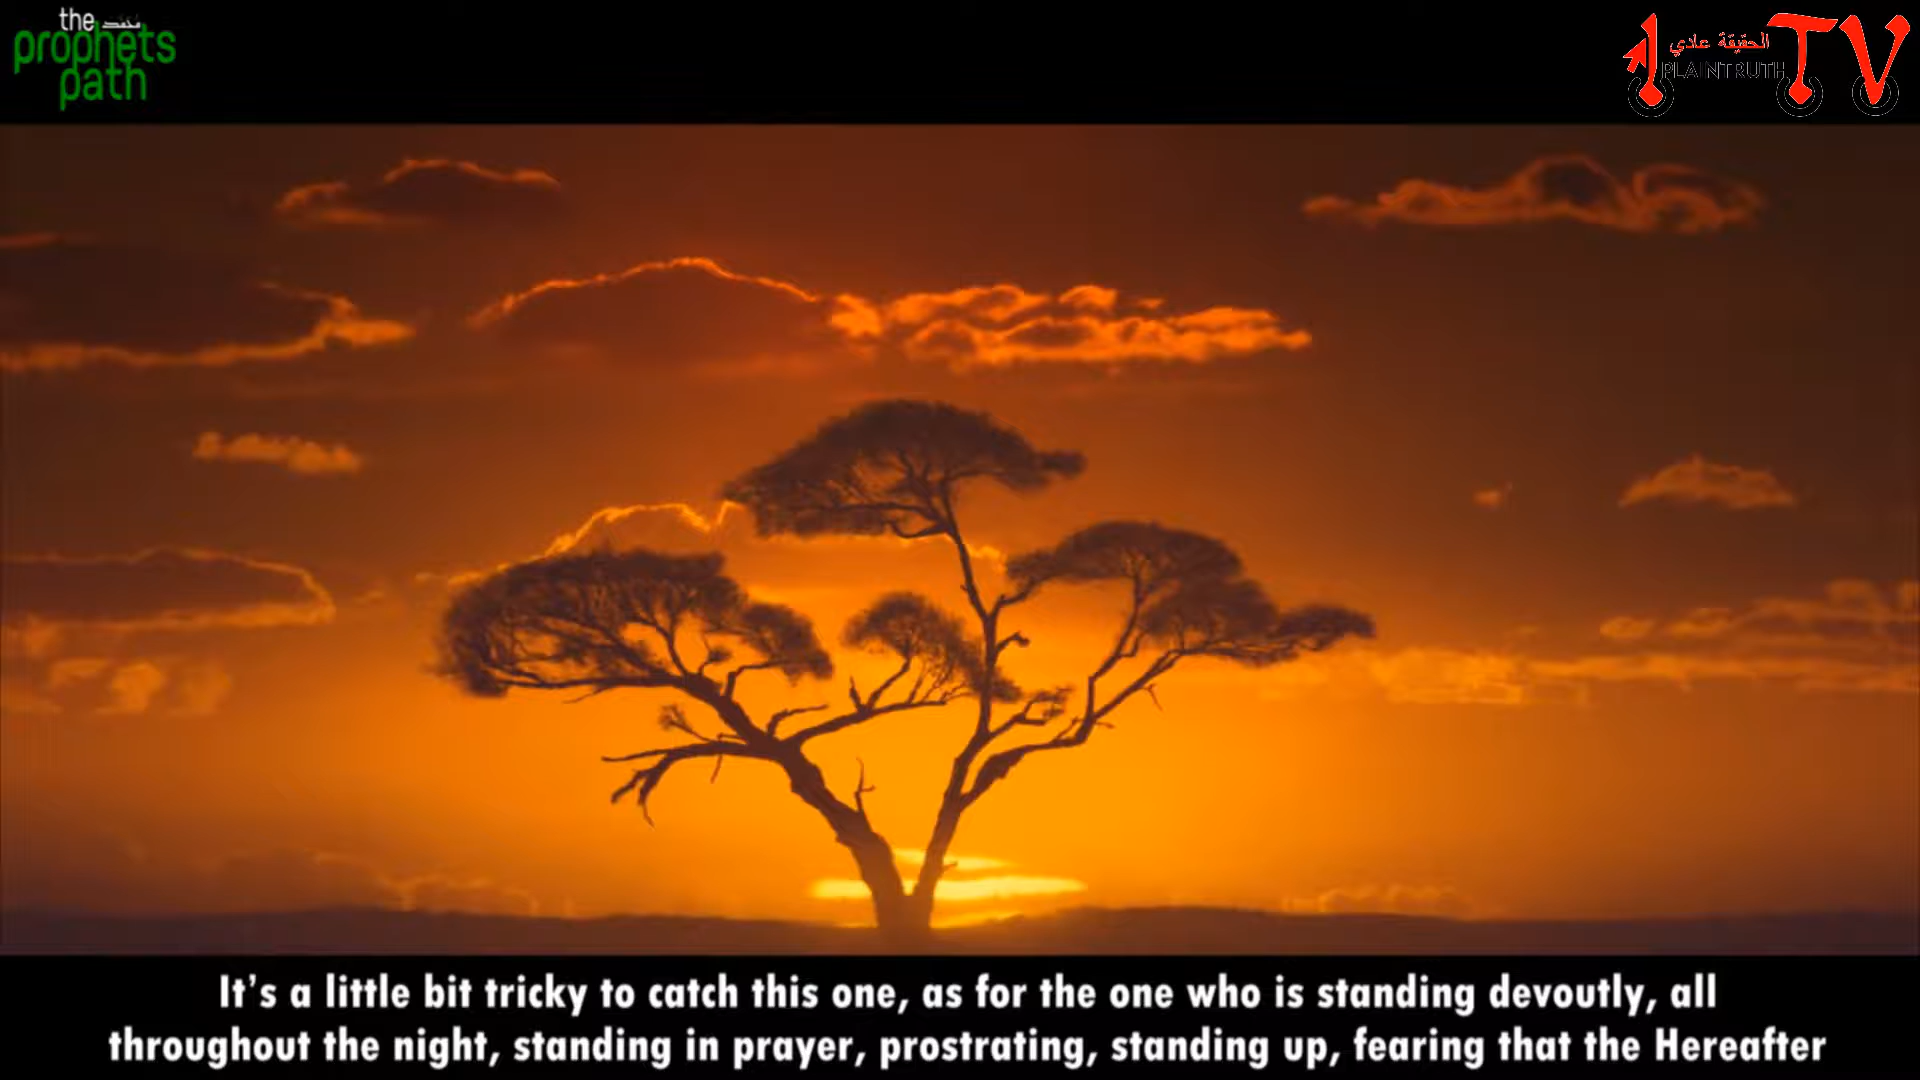 the محمد
prophets
path
الحقيقة عادي
PLAINTRUTH TV
It's a little bit tricky to catch this one, as for the one who is standing devoutly, all
throughout the night, standing in prayer, prostrating, standing up, fearing that the Hereafter